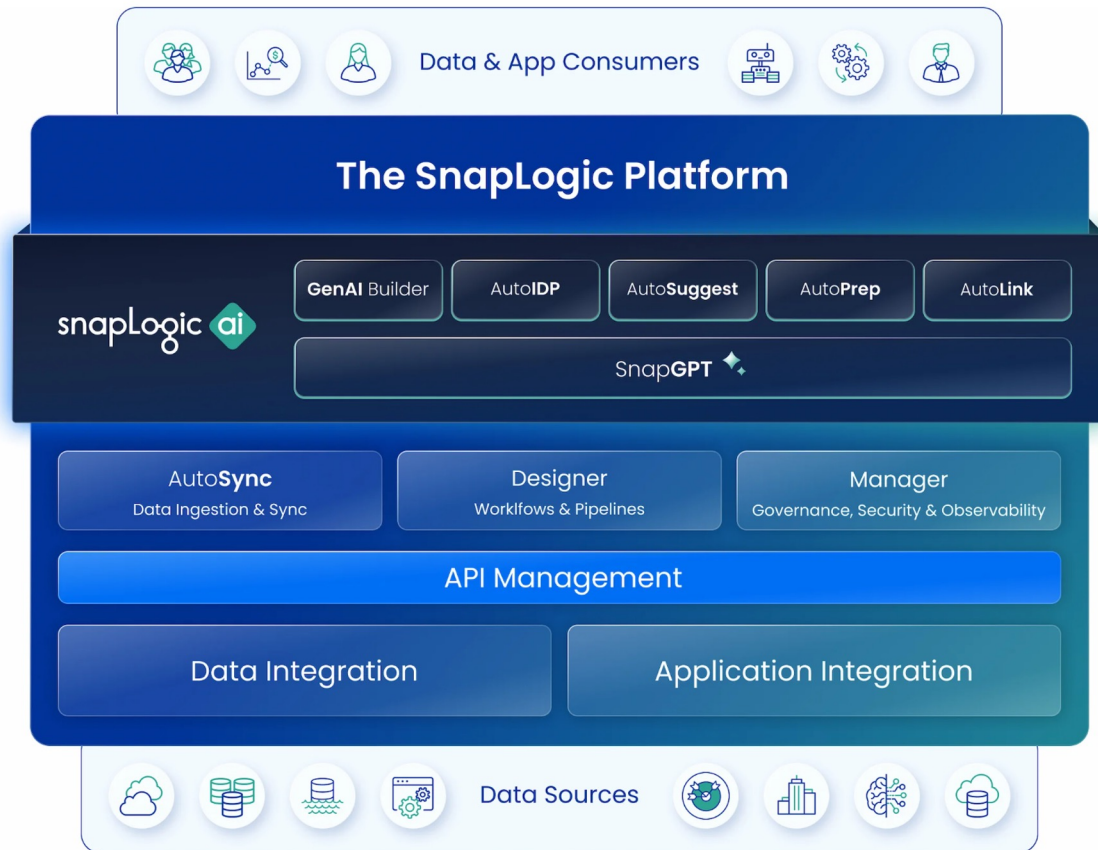 Data & App Consumers
The SnapLogic Platform
snapLogic ai
GenAI Builder
AutoIDP
AutoSuggest
AutoPrep
AutoLink
SnapGPT
AutoSync
Data Ingestion & Sync
Designer
Worklfows & Pipelines
Manager
Governance, Security & Observability
API Management
Data Integration
Application Integration
Data Sources